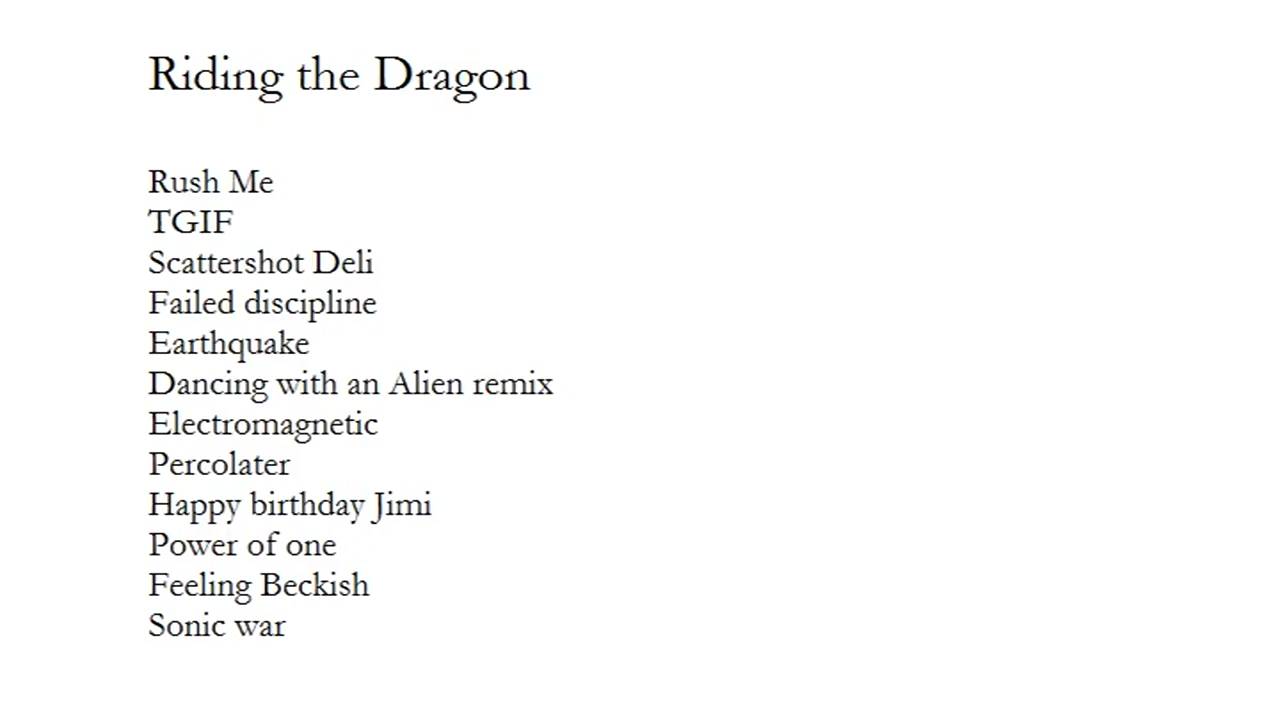 Riding the Dragon
Rush Me
TGIF
Scattershot Deli
Failed discipline
Earthquake
Dancing with an Alien remix
Electromagnetic
Percolater
Happy birthday Jimi
Power of one
Feeling Beckish
Sonic war